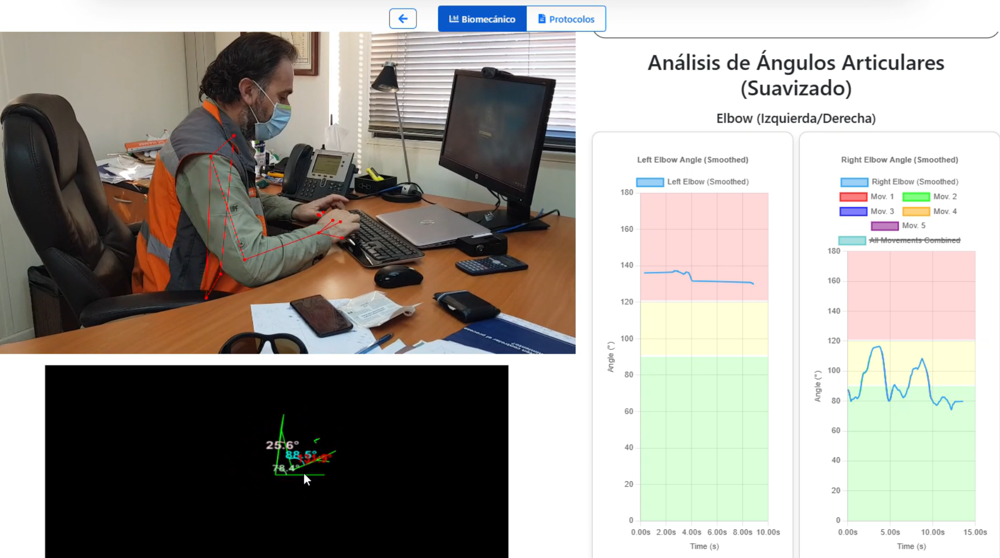 Biomecánico
Protocolos
Análisis de Ángulos Articulares
(Suavizado)
Elbow (Izquierda/Derecha)
Left Elbow Angle (Smoothed)
Left Elbow (Smoothed)
180
160
140
120
100
80
60
40
20
0
Angle (°)
0.00s 2.00s 4.00s 6.00s 8.00s 10.00s
Time (s)
Right Elbow Angle (Smoothed)
Right Elbow (Smoothed)
Mov. 1
Mov. 2
Mov. 3
Mov. 4
Mov. 5
All Movements Combined
180
160
140
120
100
80
60
40
20
0
Angle (°)
0.00s 5.00s 10.00s 15.00s
Time (s)
UPF
hp
25.6°
88.5°
78.4°